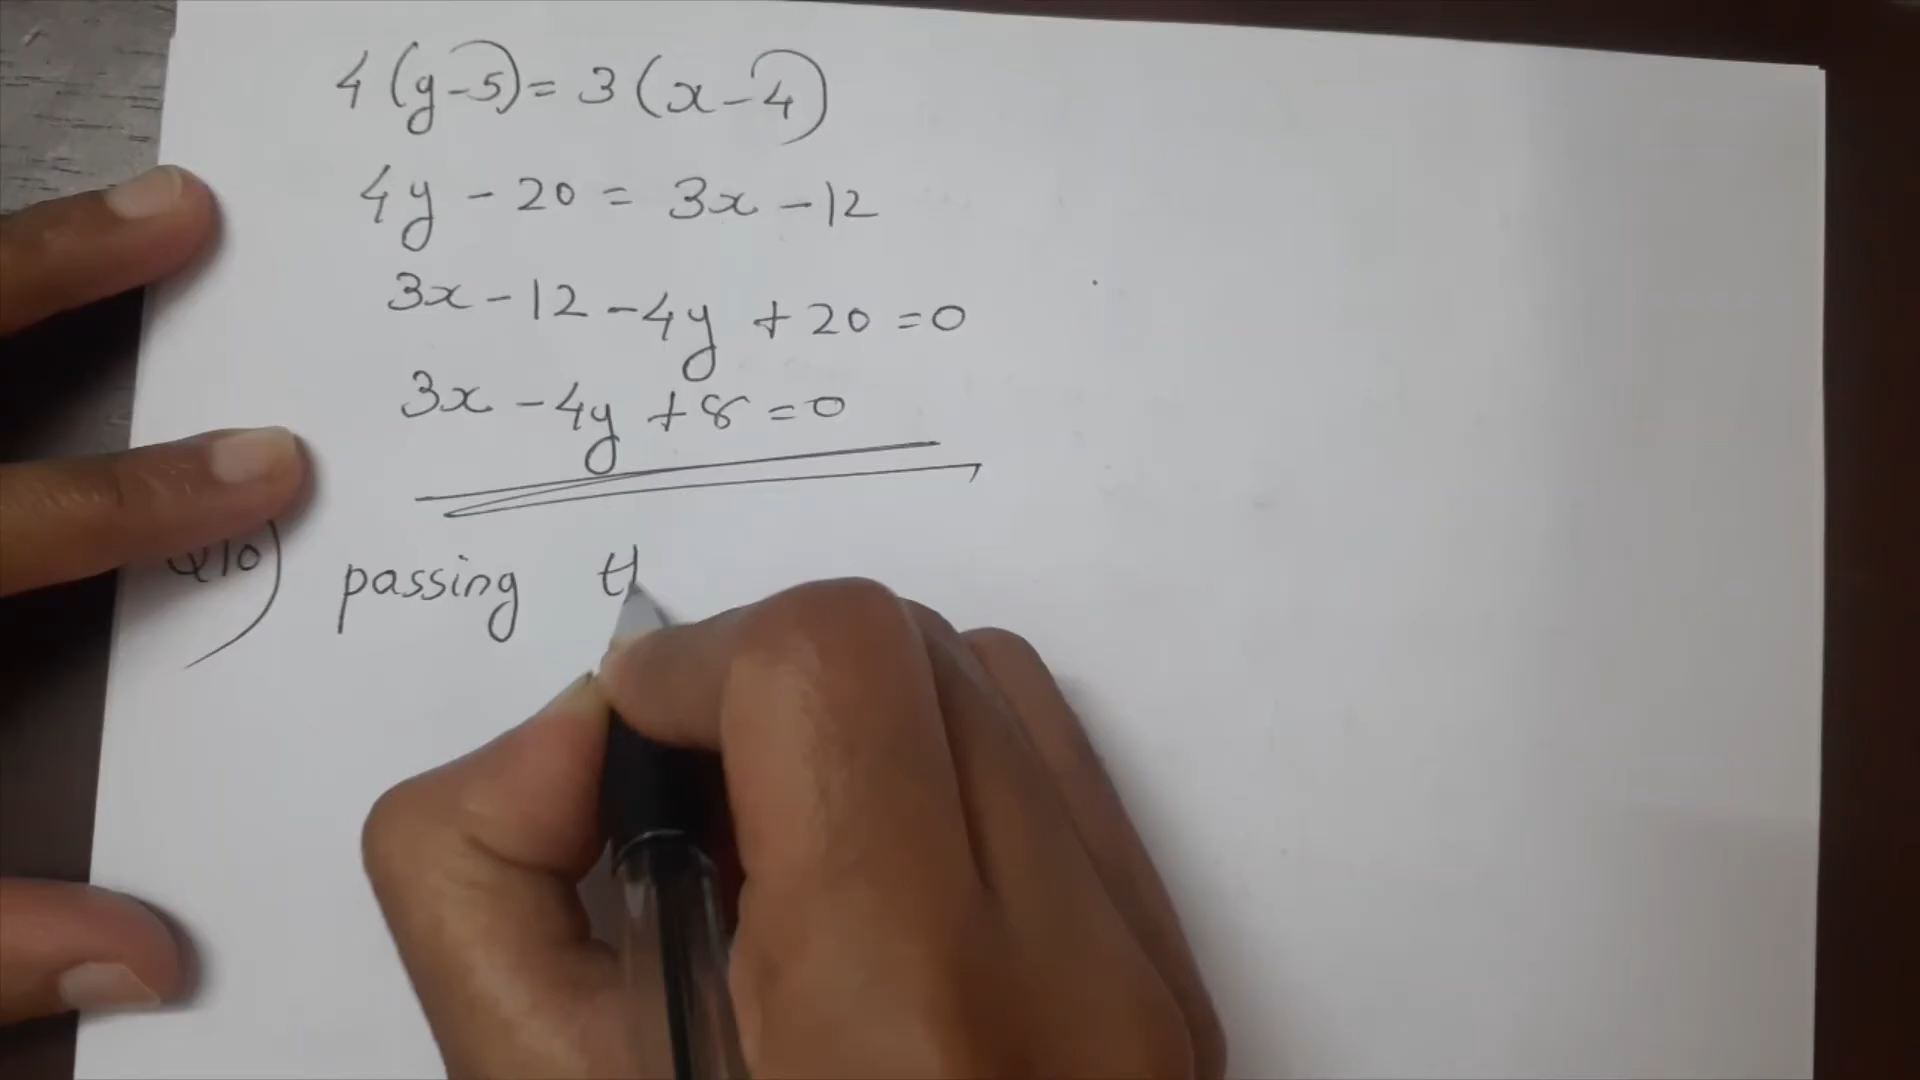 4(y-5) = 3(x-4)
4y - 20 = 3x - 12
3x - 12 - 4y + 20 = 0
3x - 4y + 8 = 0
Q10) passing th